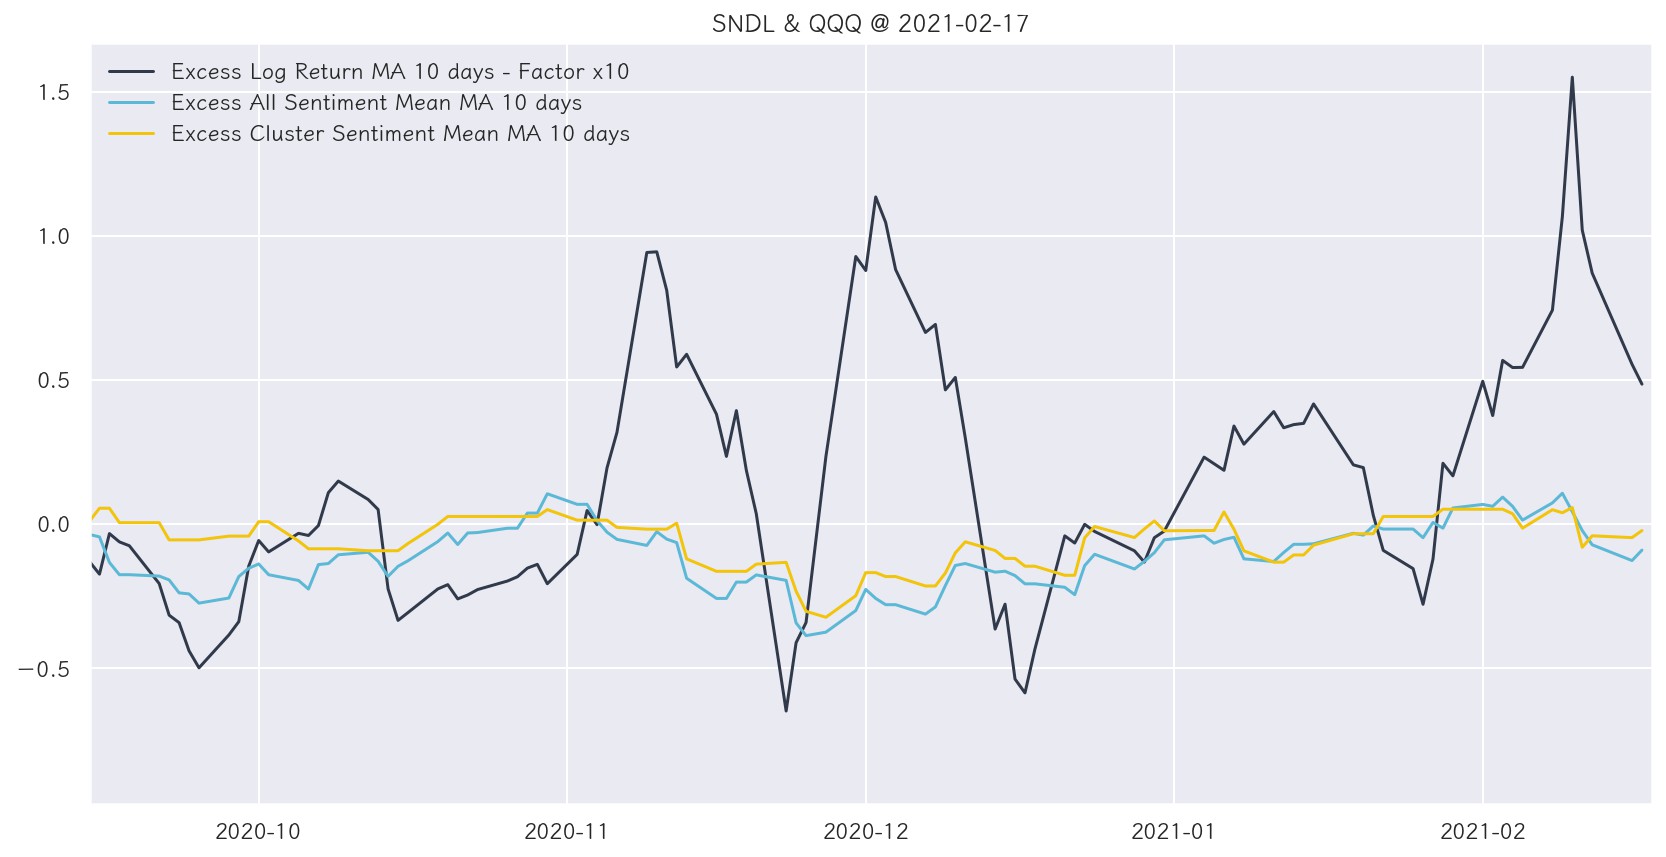 SNDL & QQQ @ 2021-02-17
Excess Log Return MA 10 days - Factor x10
Excess All Sentiment Mean MA 10 days
Excess Cluster Sentiment Mean MA 10 days
1.5
1.0
0.5
0.0
−0.5
2020-10 2020-11 2020-12 2021-01 2021-02